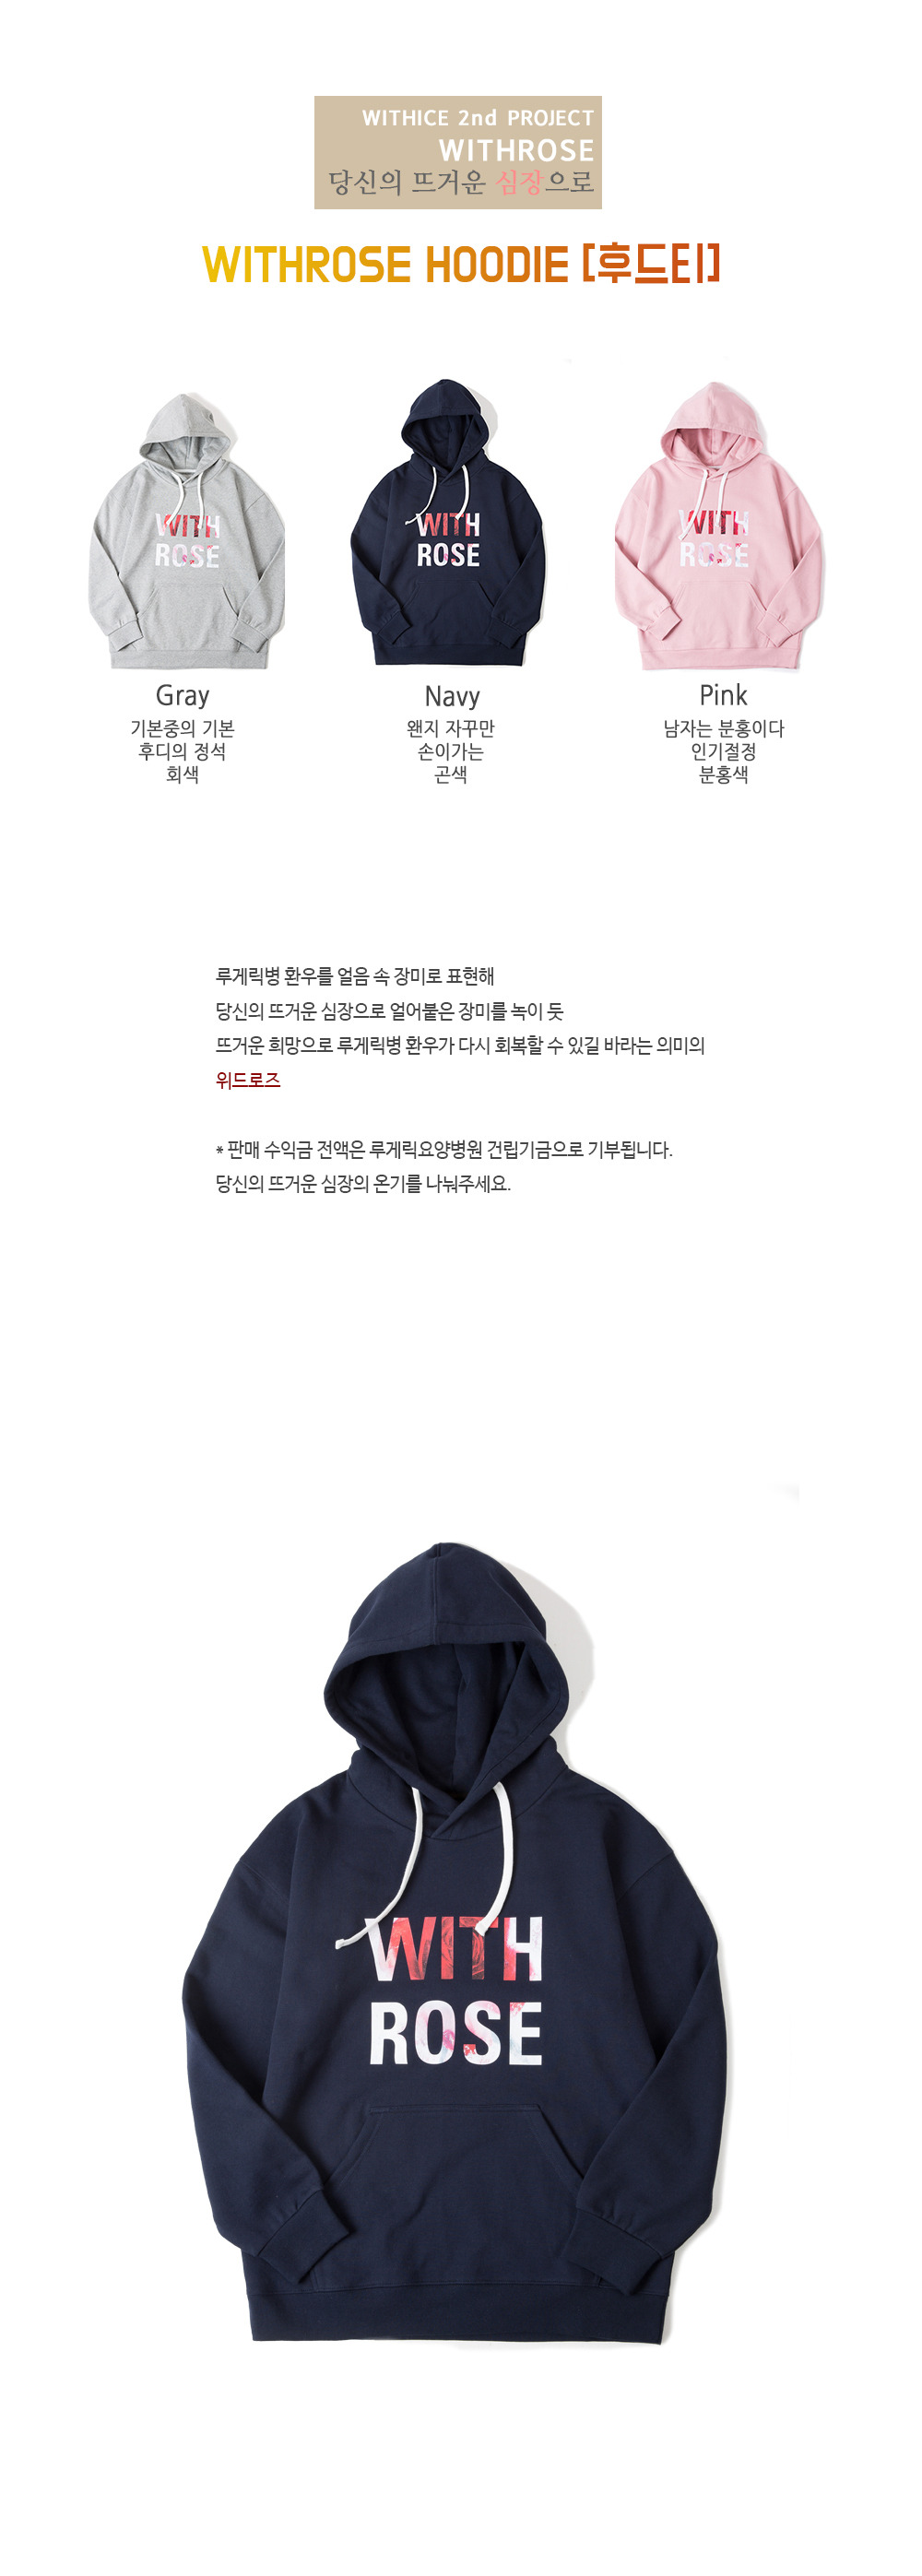 WITHICE 2nd PROJECT
WITHROSE
당신의 뜨거운 심장으로
WITHROSE HOODIE [후드티]
WITH
ROSE
WITH
ROSE
WITH
ROSE
Gray
기본중의 기본
후디의 정석
회색
Navy
왠지 자꾸만
손이가는
곤색
Pink
남자는 분홍이다
인기절정
분홍색
루게릭병 환우를 얼음 속 장미로 표현해
당신의 뜨거운 심장으로 얼어붙은 장미를 녹이 듯
뜨거운 희망으로 루게릭병 환우가 다시 회복할 수 있길 바라는 의미의
위드로즈
* 판매 수익금 전액은 루게릭요양병원 건립기금으로 기부됩니다.
당신의 뜨거운 심장의 온기를 나눠주세요.
WITH
ROSE